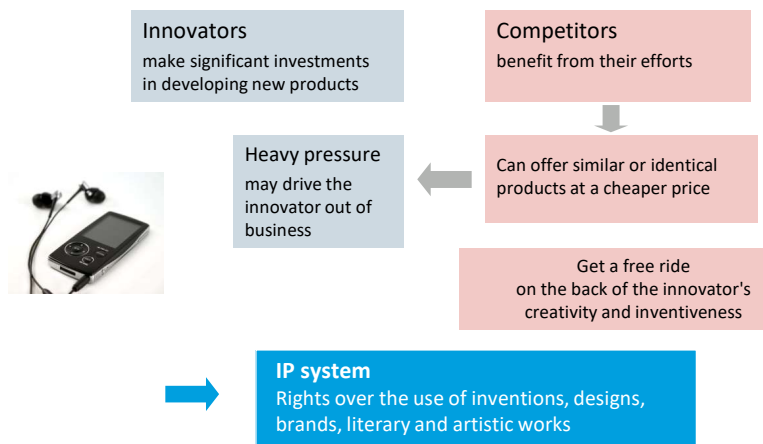 Innovators
make significant investments
in developing new products
Competitors
benefit from their efforts
Heavy pressure
may drive the
innovator out of
business
Can offer similar or identical
products at a cheaper price
Get a free ride
on the back of the innovator's
creativity and inventiveness
IP system
Rights over the use of inventions, designs,
brands, literary and artistic works